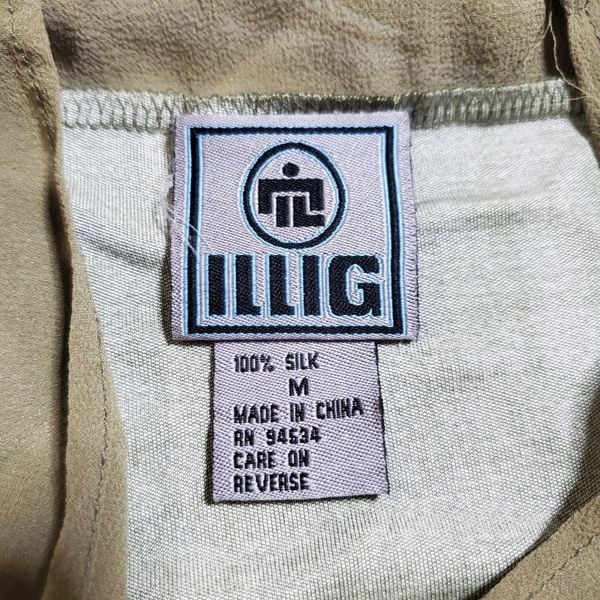 ILLIG
100% SILK
M
MADE IN CHINA
RN 94534
CARE ON
REVERSE